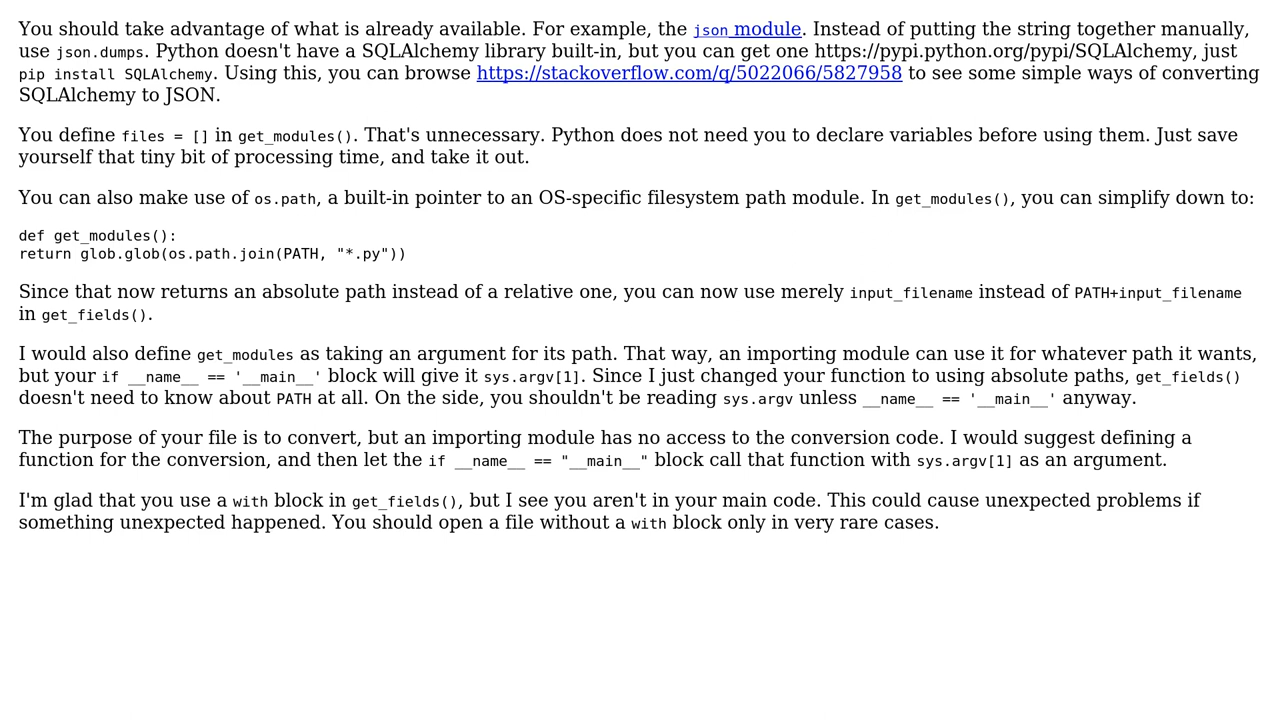 You should take advantage of what is already available. For example, the json module. Instead of putting the string together manually,
use json.dumps. Python doesn't have a SQLAlchemy library built-in, but you can get one https://pypi.python.org/pypi/SQLAlchemy, just
pip install SQLAlchemy. Using this, you can browse https://stackoverflow.com/q/5022066/5827958 to see some simple ways of converting
SQLAlchemy to JSON.
You define files = [] in get_modules(). That's unnecessary. Python does not need you to declare variables before using them. Just save
yourself that tiny bit of processing time, and take it out.
You can also make use of os.path, a built-in pointer to an OS-specific filesystem path module. In get_modules(), you can simplify down to:
def get_modules():
return glob.glob(os.path.join(PATH, "*.py"))
Since that now returns an absolute path instead of a relative one, you can now use merely input_filename instead of PATH+input_filename
in get_fields().
I would also define get_modules as taking an argument for its path. That way, an importing module can use it for whatever path it wants,
but your if __name__ == '__main__' block will give it sys.argv[1]. Since I just changed your function to using absolute paths, get_fields()
doesn't need to know about PATH at all. On the side, you shouldn't be reading sys.argv unless __name__ == '__main__' anyway.
The purpose of your file is to convert, but an importing module has no access to the conversion code. I would suggest defining a
function for the conversion, and then let the if __name__ == "__main__" block call that function with sys.argv[1] as an argument.
I'm glad that you use a with block in get_fields(), but I see you aren't in your main code. This could cause unexpected problems if
something unexpected happened. You should open a file without a with block only in very rare cases.